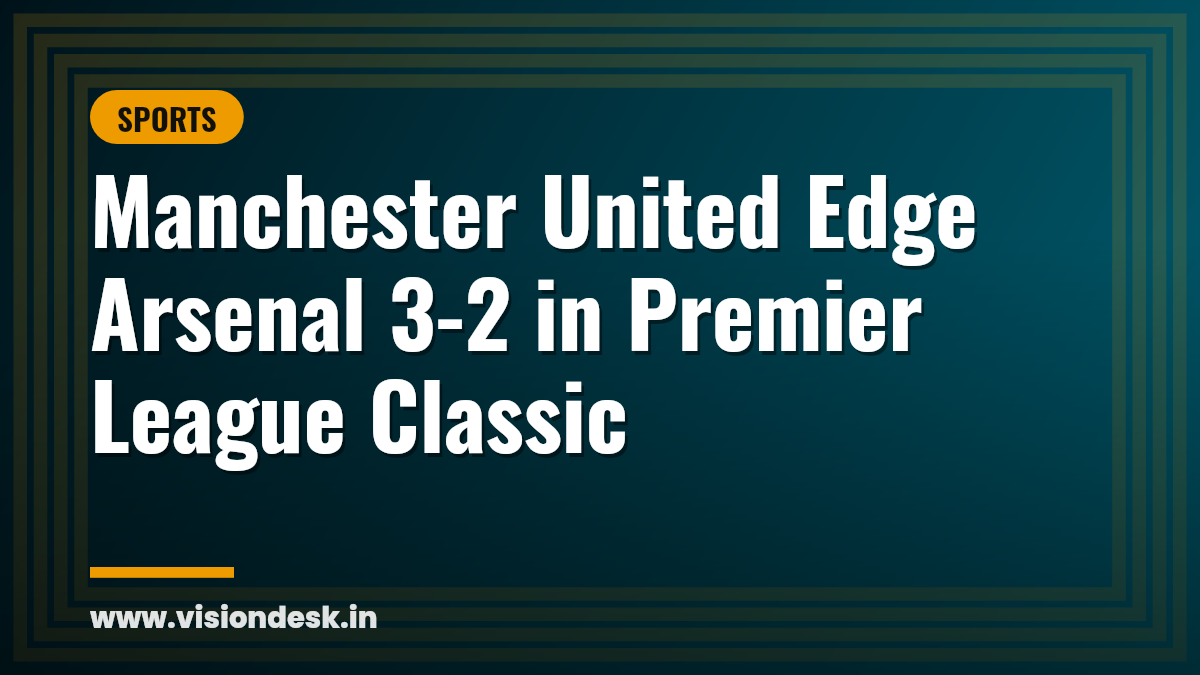 SPORTS
Manchester United Edge
Arsenal 3-2 in Premier
League Classic
www.visiondesk.in